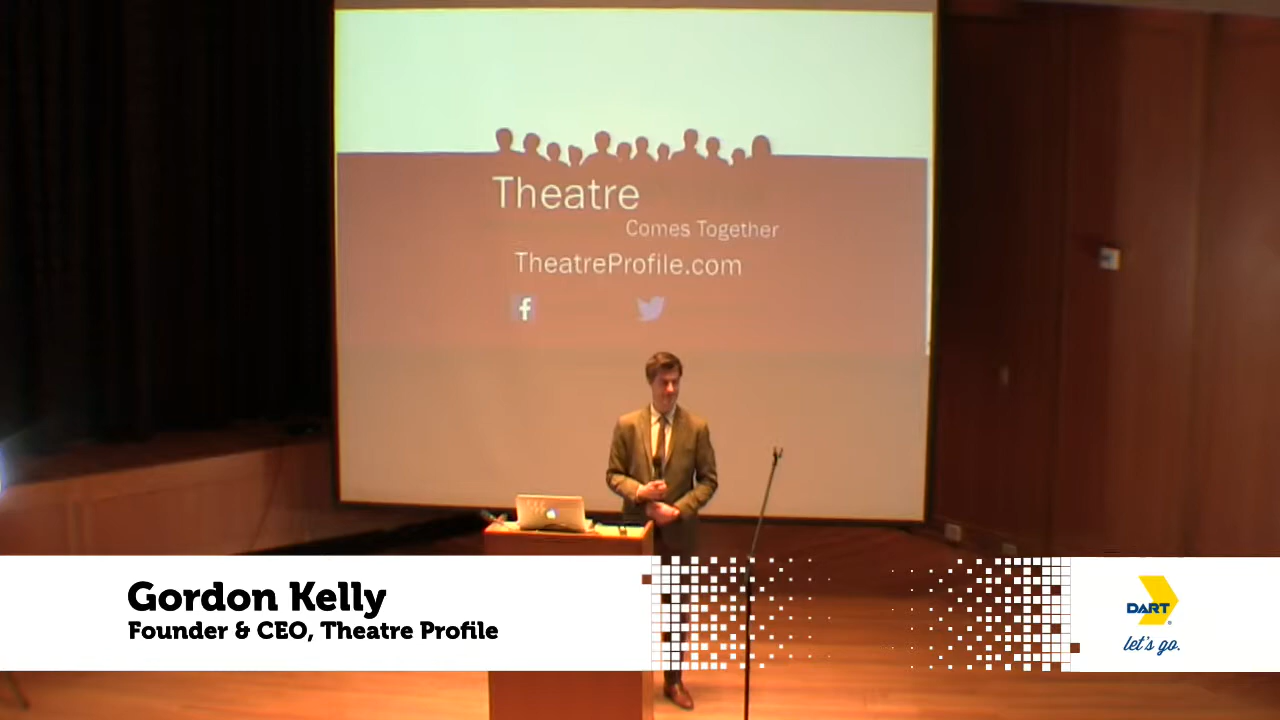 Theatre
Comes Together
TheatreProfile.com
f
Gordon Kelly
Founder & CEO, Theatre Profile
DART
let's go.